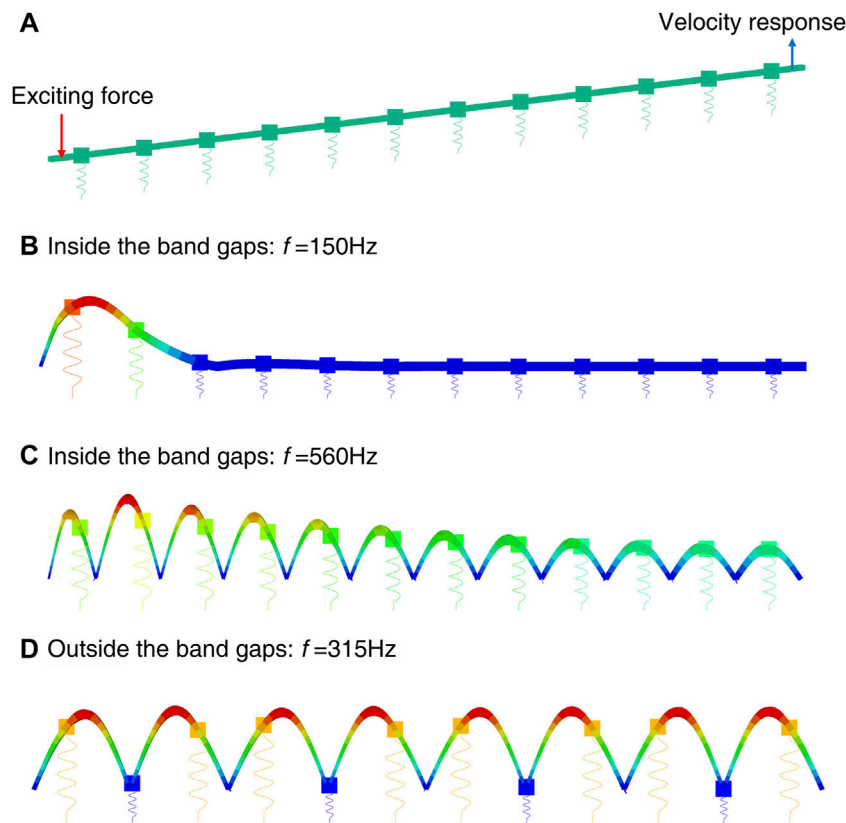 A
Velocity response
Exciting force
B Inside the band gaps: f=150Hz
C Inside the band gaps: f=560Hz
D Outside the band gaps: f=315Hz